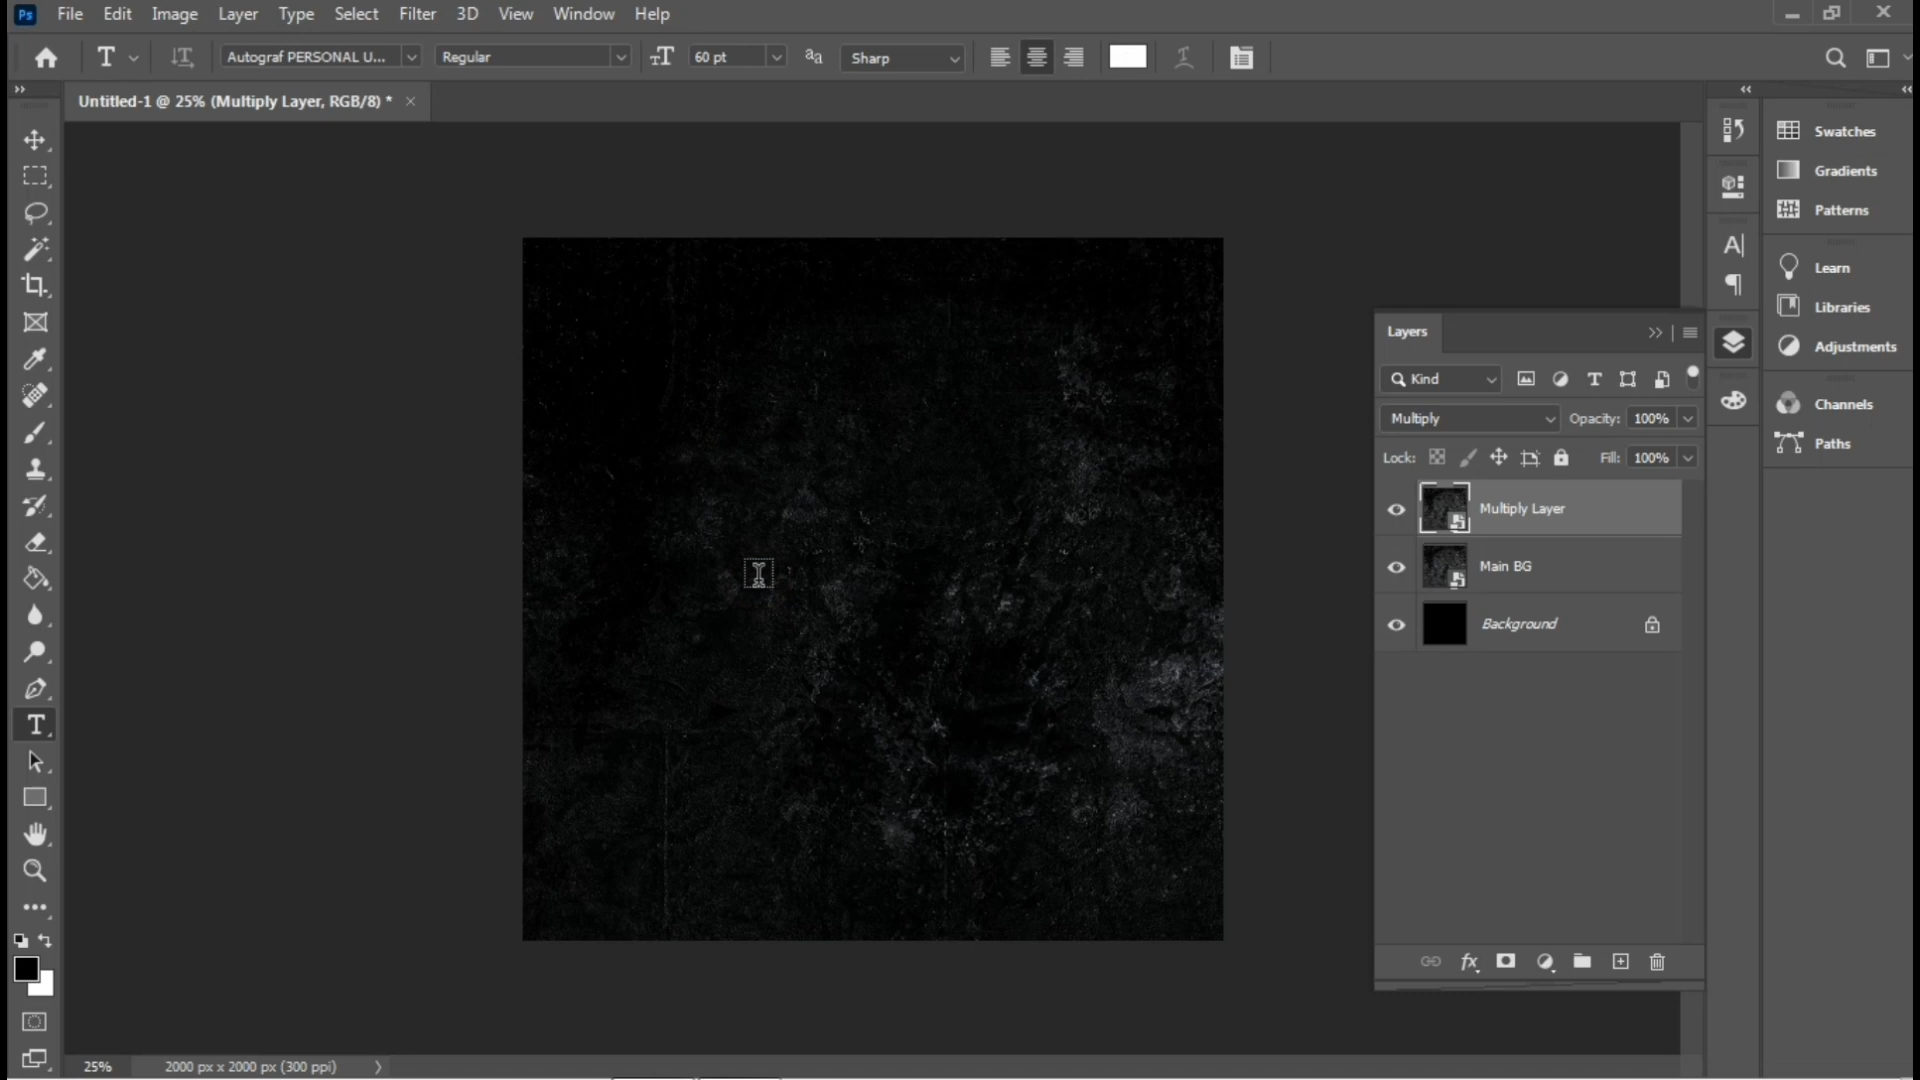 Ps File Edit Image Layer Type Select Filter 3D View Window Help
T Autograf PERSONAL U... Regular 60 pt aa Sharp
Untitled-1 @ 25% (Multiply Layer, RGB/8) *
Swatches
Gradients
Patterns
Learn
Libraries
Adjustments
Channels
Paths
Layers
Kind
Multiply Opacity: 100%
Lock: Fill: 100%
Multiply Layer
Main BG
Background
25% 2000 px x 2000 px (300 ppi)